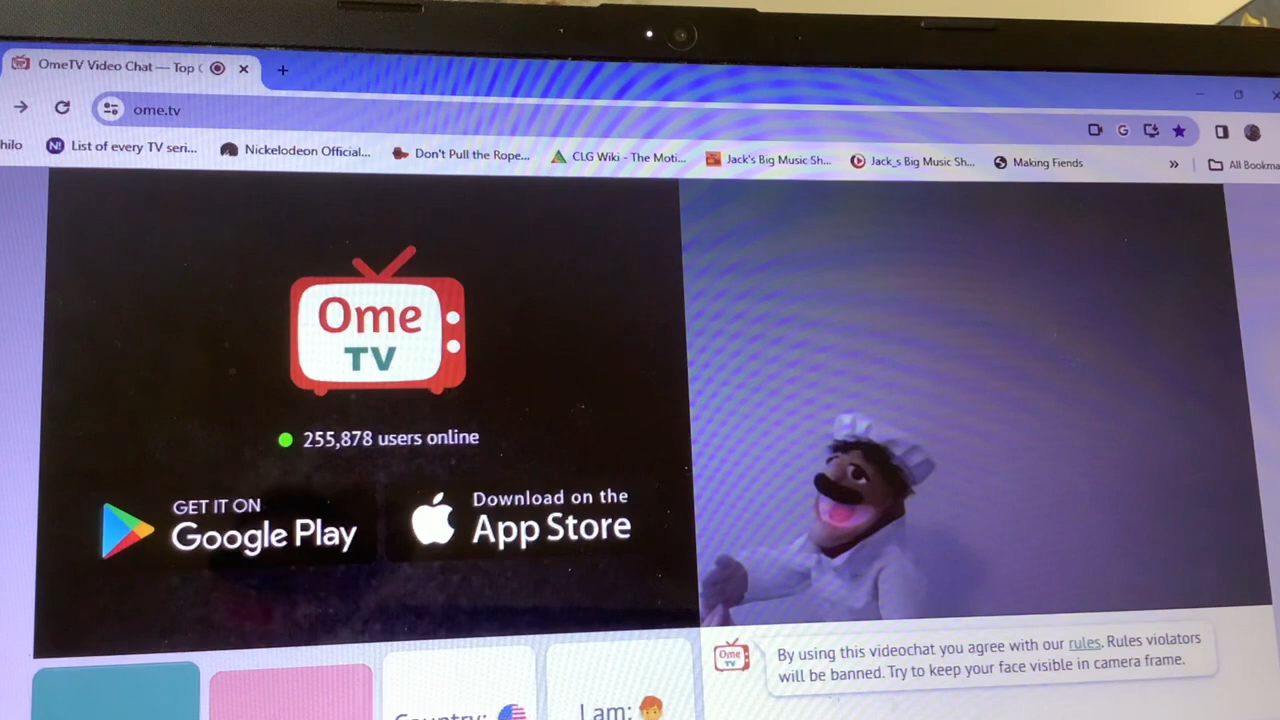 OmeTV Video Chat — Top
ome.tv
hilo
List of every TV seri...
Nickelodeon Official...
Don't Pull the Rope...
CLG Wiki - The Moti...
Jack's Big Music Sh...
Jack_s Big Music Sh...
Making Fiends
»
All Bookma
Ome
TV
255,878 users online
GET IT ON
Google Play
Download on the
App Store
Ome
TV
By using this videochat you agree with our rules. Rules violators
will be banned. Try to keep your face visible in camera frame.
Country:
I am: